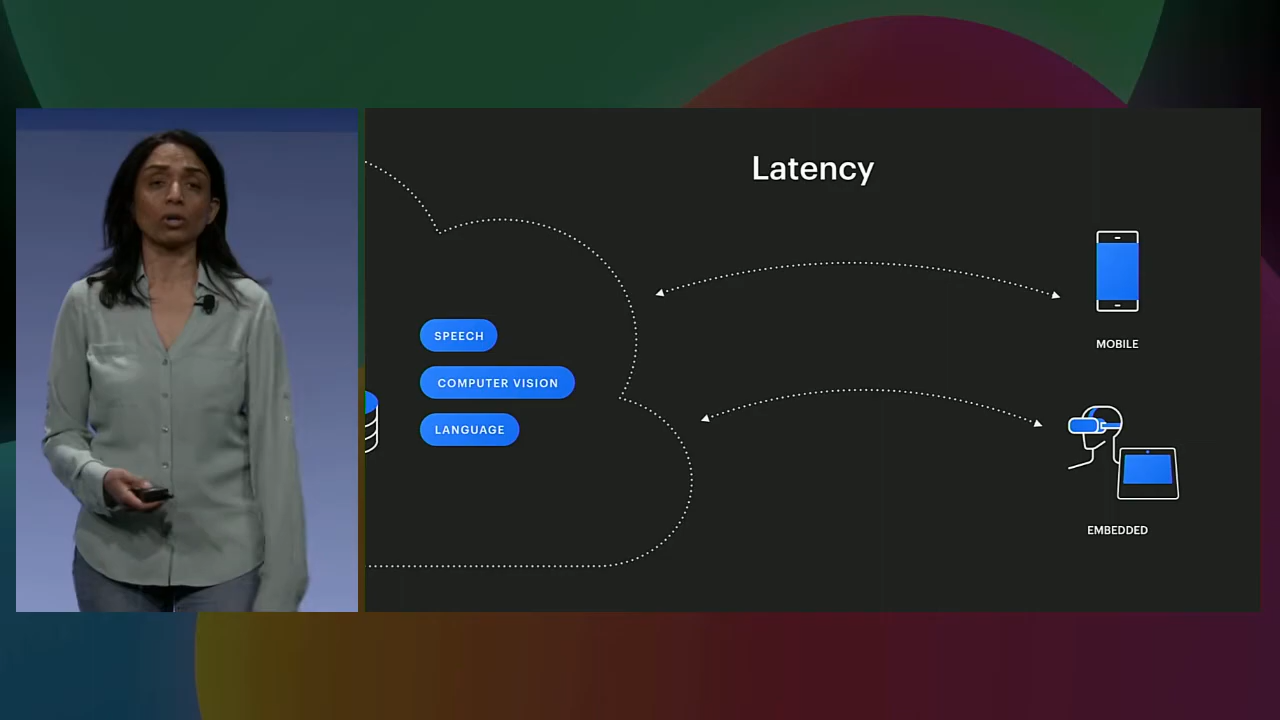 Latency
SPEECH
COMPUTER VISION
LANGUAGE
MOBILE
EMBEDDED